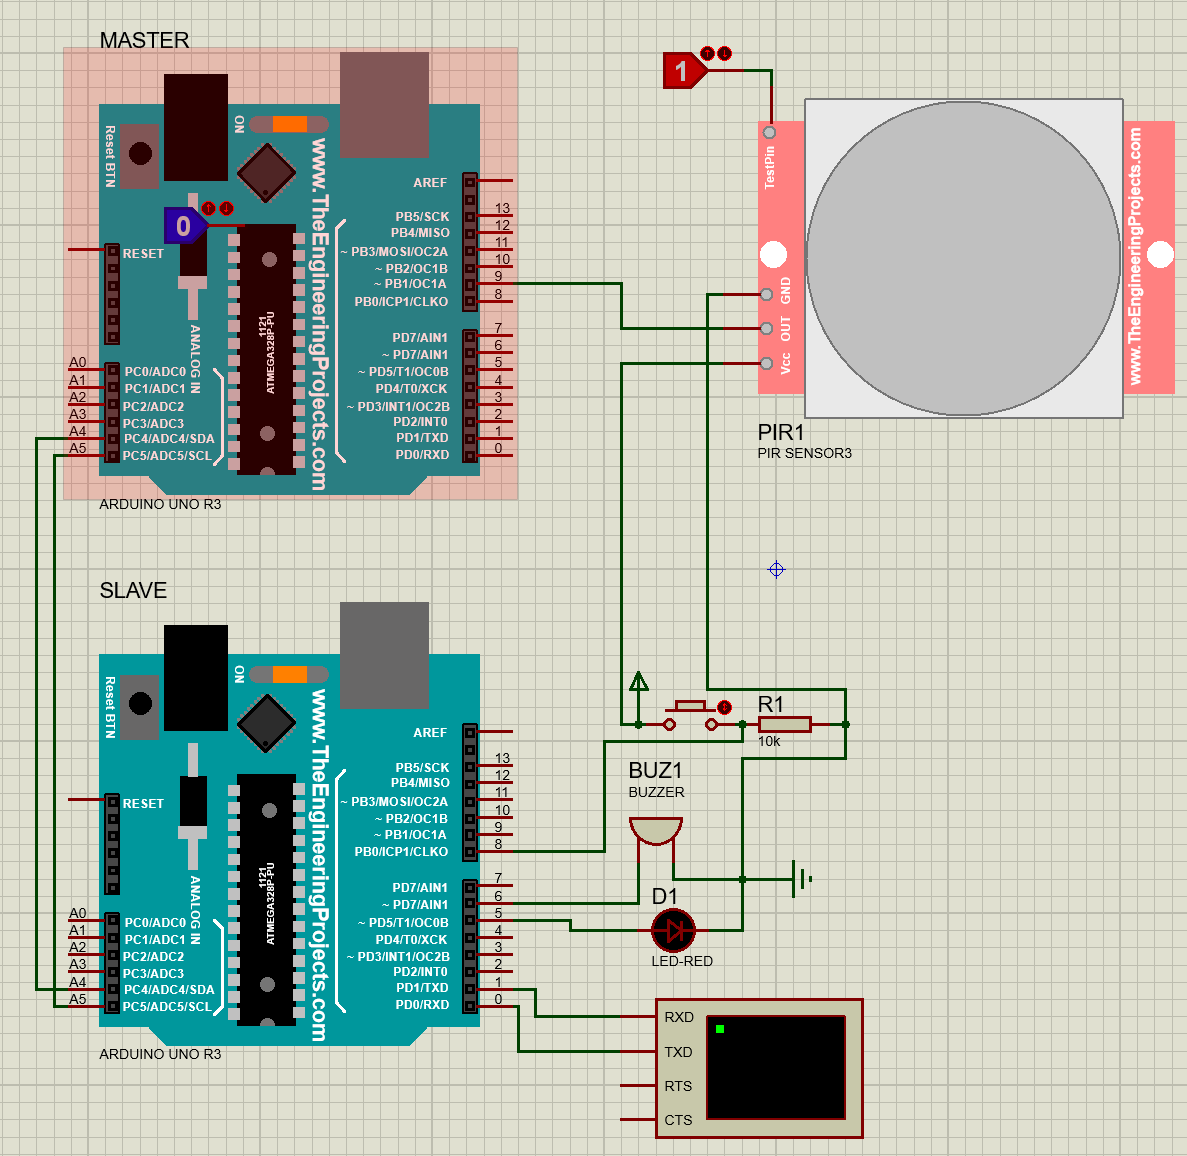 MASTER
Reset BTN
ON
www.TheEngineeringProjects.com
0
RESET
1121
ATMEGA328P-PU
ANALOG IN
AREF
PB5/SCK 13
PB4/MISO 12
~ PB3/MOSI/OC2A 11
~ PB2/OC1B 10
~ PB1/OC1A 9
PB0/ICP1/CLKO 8
PD7/AIN1 7
~ PD7/AIN1 6
~ PD5/T1/OC0B 5
PD4/T0/XCK 4
~ PD3/INT1/OC2B 3
PD2/INT0 2
PD1/TXD 1
PD0/RXD 0
A0 PC0/ADC0
A1 PC1/ADC1
A2 PC2/ADC2
A3 PC3/ADC3
A4 PC4/ADC4/SDA
A5 PC5/ADC5/SCL
ARDUINO UNO R3
1
TestPin
GND
OUT
Vcc
www.TheEngineeringProjects.com
PIR1
PIR SENSOR3
SLAVE
Reset BTN
ON
www.TheEngineeringProjects.com
RESET
1121
ATMEGA328P-PU
ANALOG IN
AREF
PB5/SCK 13
PB4/MISO 12
~ PB3/MOSI/OC2A 11
~ PB2/OC1B 10
~ PB1/OC1A 9
PB0/ICP1/CLKO 8
PD7/AIN1 7
~ PD7/AIN1 6
~ PD5/T1/OC0B 5
PD4/T0/XCK 4
~ PD3/INT1/OC2B 3
PD2/INT0 2
PD1/TXD 1
PD0/RXD 0
A0 PC0/ADC0
A1 PC1/ADC1
A2 PC2/ADC2
A3 PC3/ADC3
A4 PC4/ADC4/SDA
A5 PC5/ADC5/SCL
ARDUINO UNO R3
R1
10k
BUZ1
BUZZER
D1
LED-RED
RXD
TXD
RTS
CTS